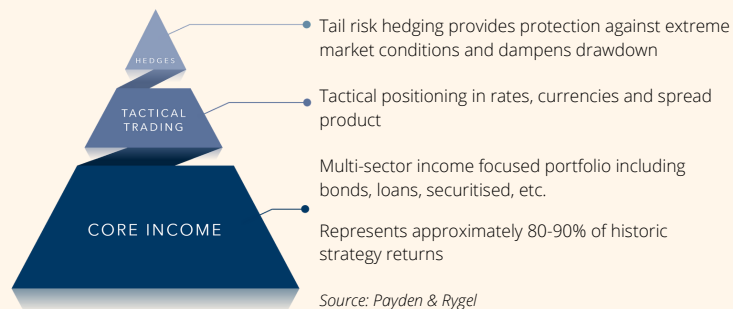 HEDGES
Tail risk hedging provides protection against extreme
market conditions and dampens drawdown
TACTICAL
TRADING
Tactical positioning in rates, currencies and spread
product
CORE INCOME
Multi-sector income focused portfolio including
bonds, loans, securitised, etc.
Represents approximately 80-90% of historic
strategy returns
Source: Payden & Rygel